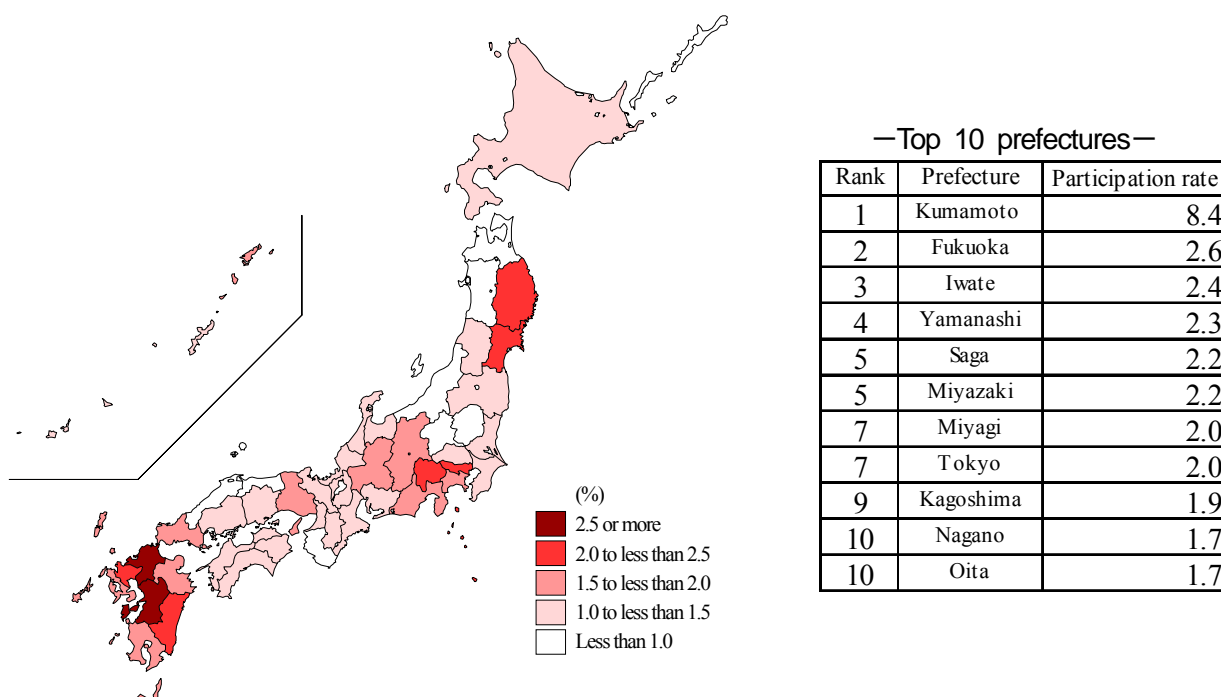 —Top 10 prefectures—
Rank Prefecture Participation rate
1 Kumamoto 8.4
2 Fukuoka 2.6
3 Iwate 2.4
4 Yamanashi 2.3
5 Saga 2.2
5 Miyazaki 2.2
7 Miyagi 2.0
7 Tokyo 2.0
9 Kagoshima 1.9
10 Nagano 1.7
10 Oita 1.7
(%)
2.5 or more
2.0 to less than 2.5
1.5 to less than 2.0
1.0 to less than 1.5
Less than 1.0